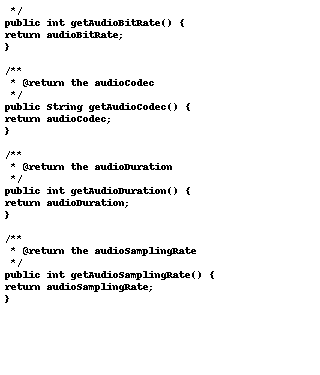 */
public int getAudioBitRate() {
return audioBitRate;
}

/**
* @return the audioCodec
*/
public String getAudioCodec() {
return audioCodec;
}

/**
* @return the audioDuration
*/
public int getAudioDuration() {
return audioDuration;
}

/**
* @return the audioSamplingRate
*/
public int getAudioSamplingRate() {
return audioSamplingRate;
}